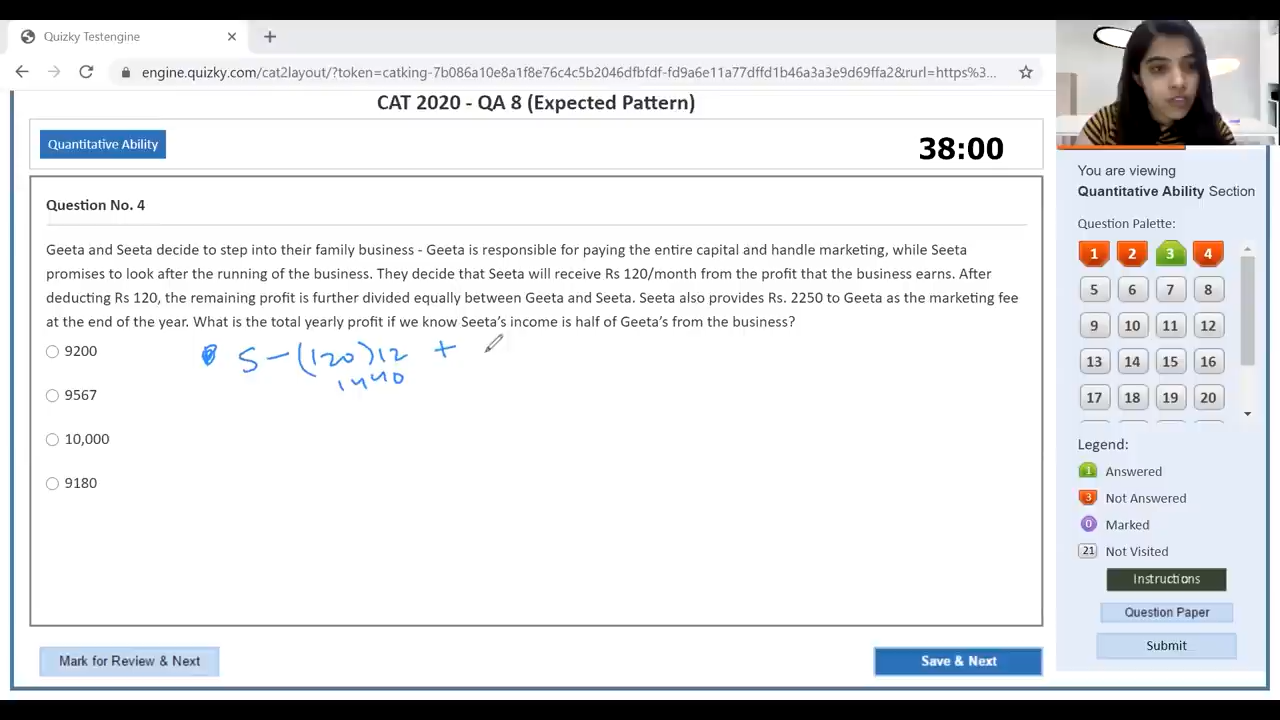 Quizky Testengine
engine.quizky.com/cat2layout/?token=catking-7b086a10e8a1f8e76c4c5b2046dfbfdf-fd9a6e11a77dffd1b46a3a3e9d69ffa2&rurl=https%3...
CAT 2020 - QA 8 (Expected Pattern)
Quantitative Ability
38:00
Question No. 4
Geeta and Seeta decide to step into their family business - Geeta is responsible for paying the entire capital and handle marketing, while Seeta
promises to look after the running of the business. They decide that Seeta will receive Rs 120/month from the profit that the business earns. After
deducting Rs 120, the remaining profit is further divided equally between Geeta and Seeta. Seeta also provides Rs. 2250 to Geeta as the marketing fee
at the end of the year. What is the total yearly profit if we know Seeta's income is half of Geeta's from the business?
9200
S - (120)12 +
1440
9567
10,000
9180
Mark for Review & Next
Save & Next
You are viewing
Quantitative Ability Section
Question Palette:
1 2 3 4
5 6 7 8
9 10 11 12
13 14 15 16
17 18 19 20
Legend:
1 Answered
3 Not Answered
0 Marked
21 Not Visited
Instructions
Question Paper
Submit